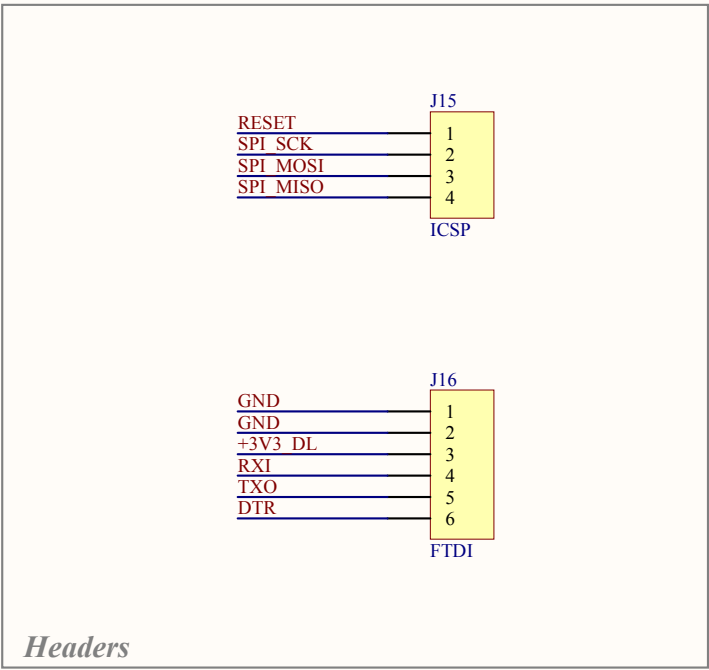 J15
RESET 1
SPI_SCK 2
SPI_MOSI 3
SPI_MISO 4
ICSP
J16
GND 1
GND 2
+3V3_DL 3
RXI 4
TXO 5
DTR 6
FTDI
Headers